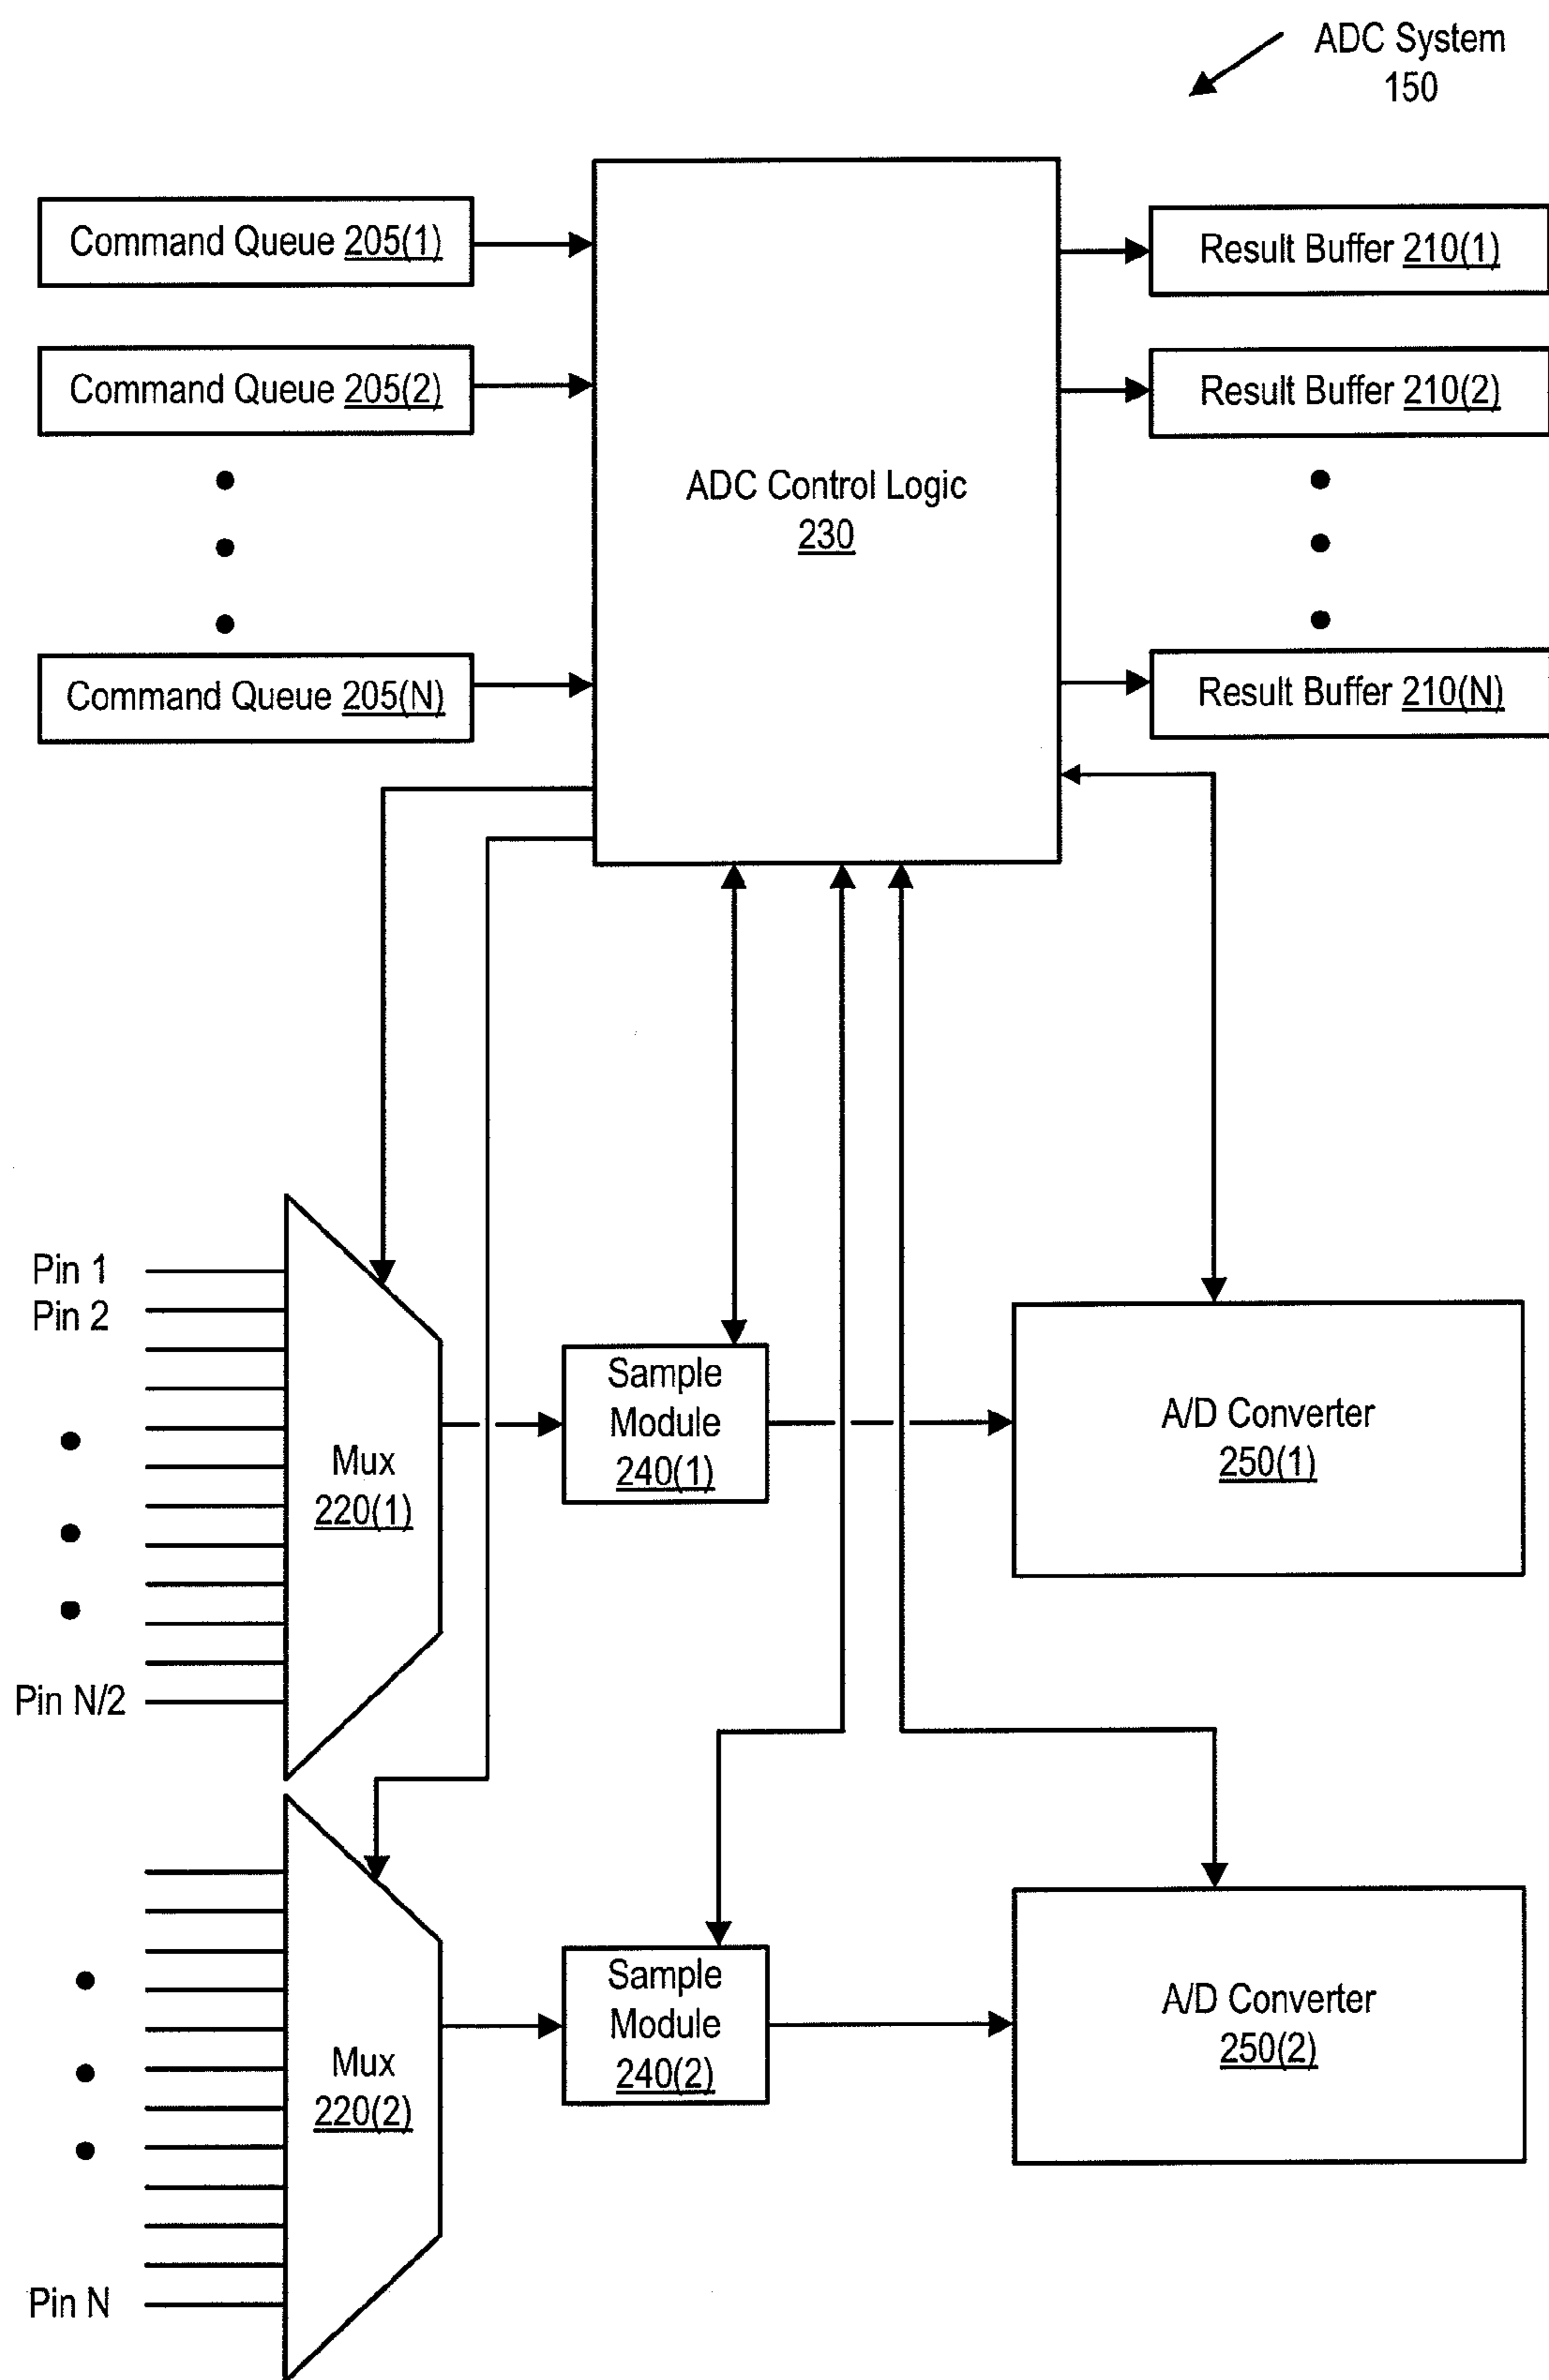 ADC System
150
Command Queue 205(1)
Result Buffer 210(1)
Command Queue 205(2)
Result Buffer 210(2)
ADC Control Logic
230
Command Queue 205(N)
Result Buffer 210(N)
Pin 1
Pin 2
Pin N/2
Mux
220(1)
Sample
Module
240(1)
A/D Converter
250(1)
Mux
220(2)
Sample
Module
240(2)
A/D Converter
250(2)
Pin N